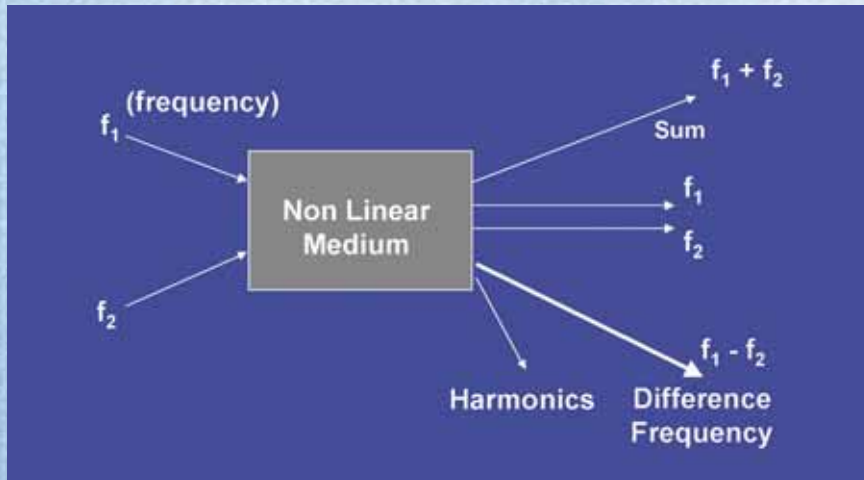 (frequency)
f₁
f₂
Non Linear
Medium
f₁ + f₂
Sum
f₁
f₂
f₁ - f₂
Harmonics
Difference
Frequency